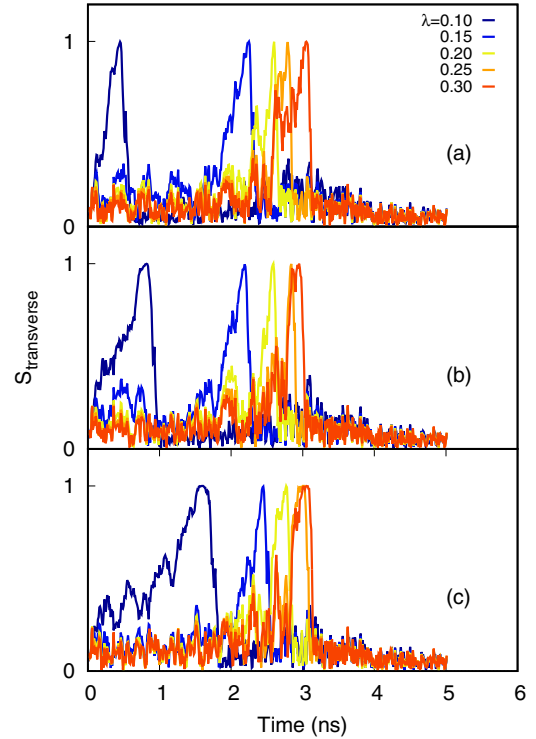 λ=0.10
0.15
0.20
0.25
0.30
1
(a)
0
1
(b)
0
1
(c)
0
S_transverse
0 1 2 3 4 5 6
Time (ns)